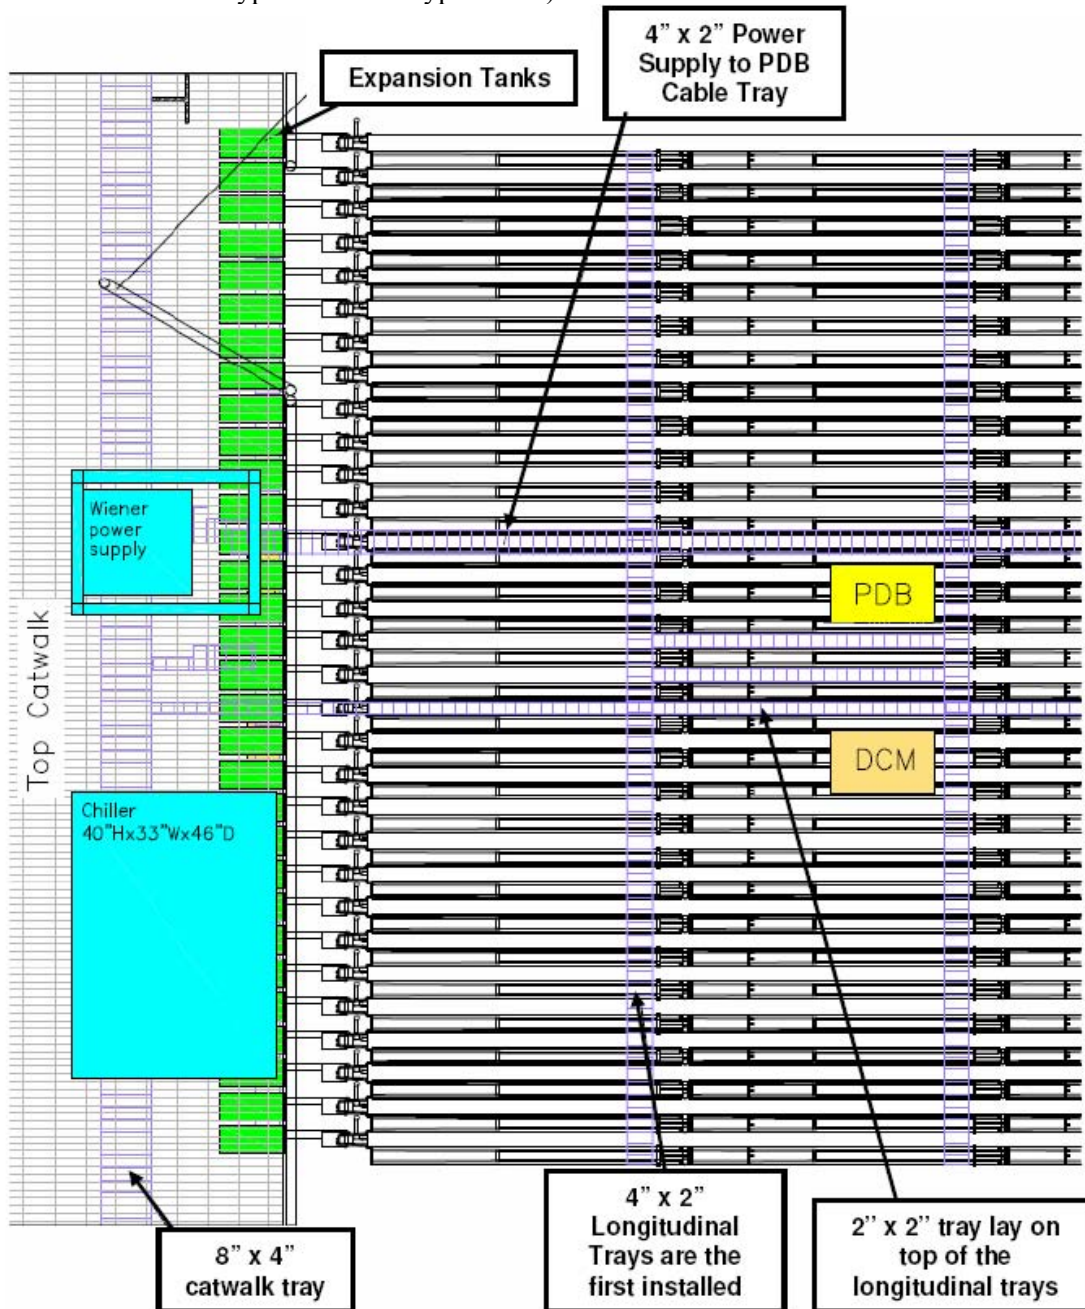 4” x 2” Power
Supply to PDB
Cable Tray
Expansion Tanks
Wiener
power
supply
PDB
Top Catwalk
DCM
Chiller
40"Hx33"Wx46"D
4” x 2”
Longitudinal
Trays are the
first installed
2” x 2” tray lay on
top of the
longitudinal trays
8” x 4”
catwalk tray